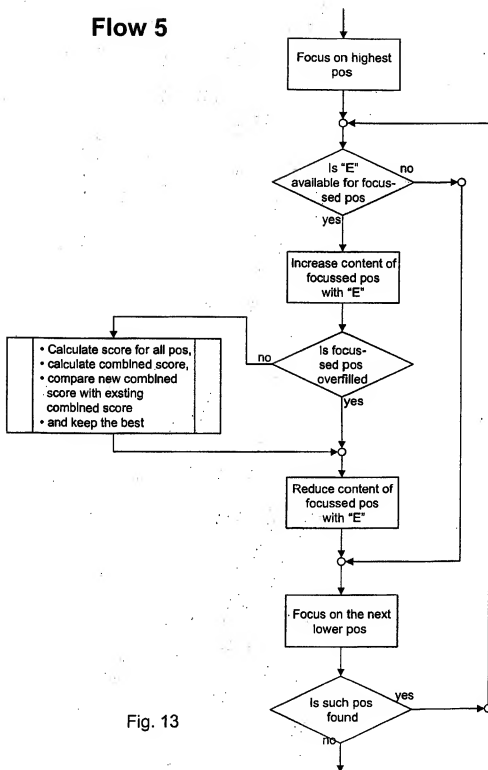 Flow 5
Focus on highest
pos
Is "E"
available for focus-
sed pos
no
yes
Increase content of
focussed pos
with "E"
Is focus-
sed pos
overfilled
no
yes
• Calculate score for all pos,
• calculate combined score,
• compare new combined
score with existing
combined score
• and keep the best
Reduce content of
focussed pos
with "E"
Focus on the next
lower pos
Is such pos
found
yes
no
Fig. 13